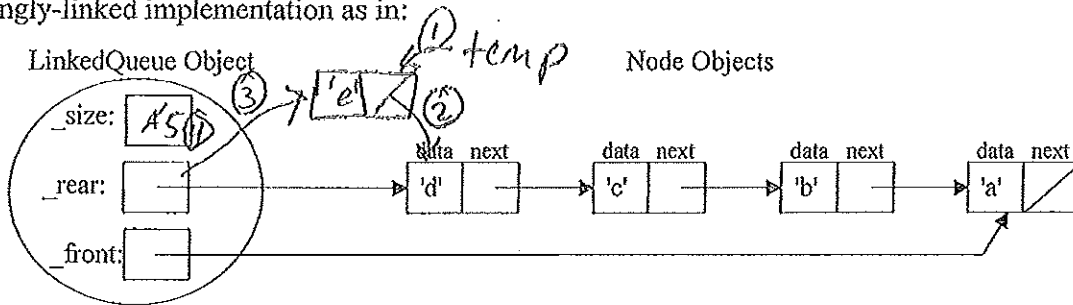 ngly-linked implementation as in:
① temp
LinkedQueue Object
Node Objects
③ 'e' ②
_size: 4 5 ④
data next data next data next data next
_rear: 'd' 'c' 'b' 'a'
_front: